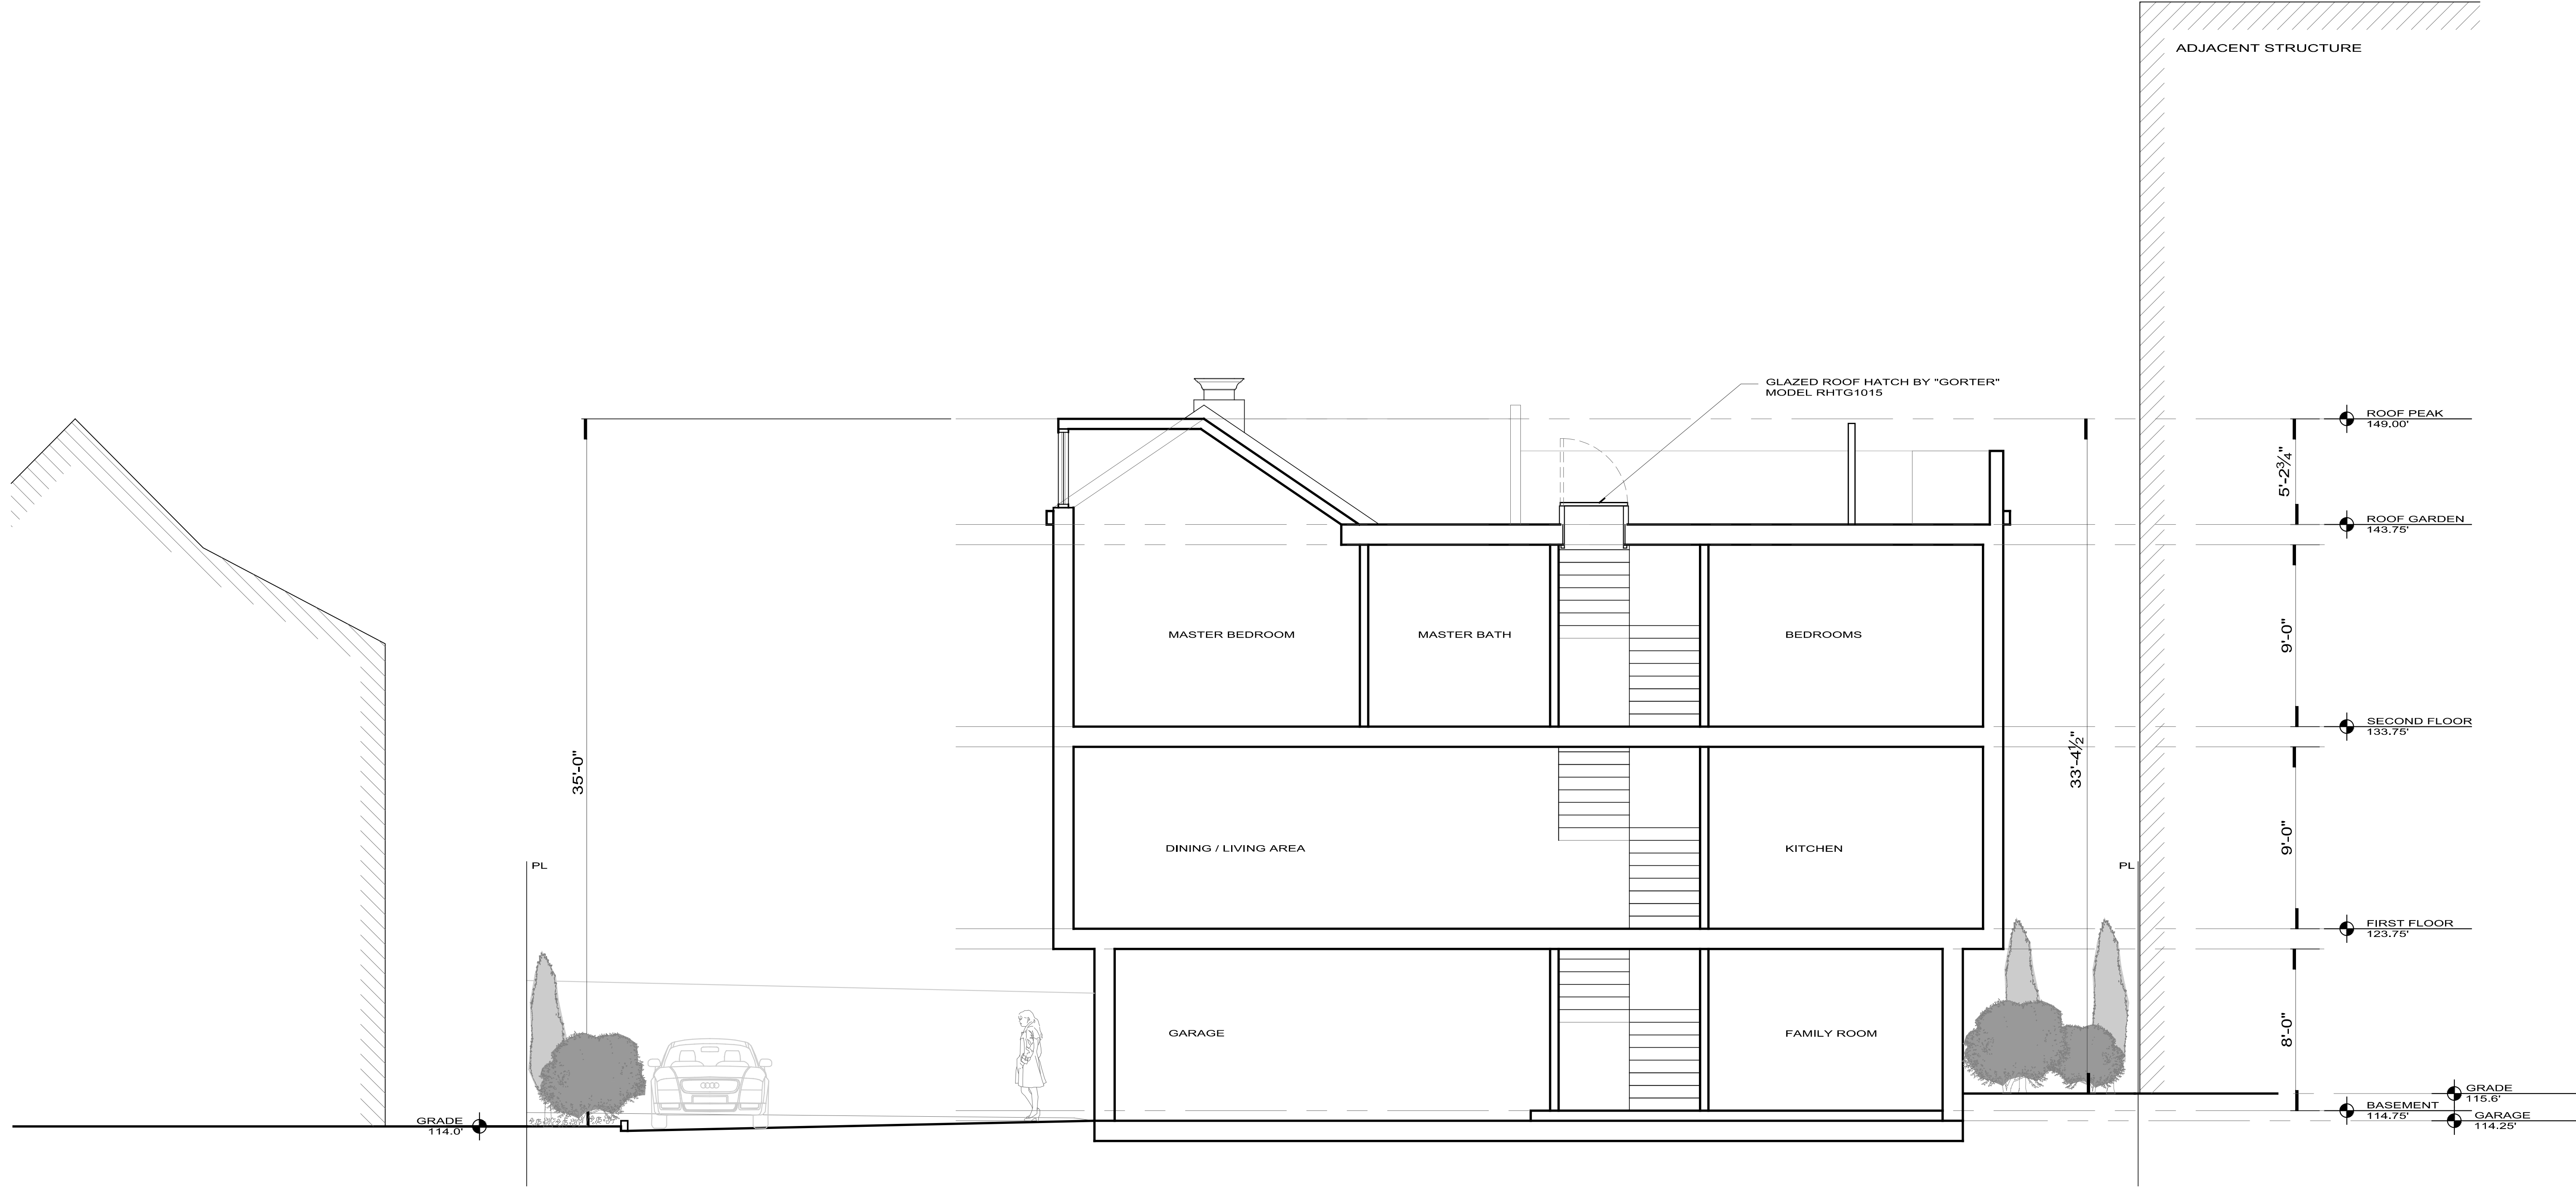 ADJACENT STRUCTURE
GLAZED ROOF HATCH BY "GORTER"
MODEL RHTG1015
ROOF PEAK
149.00'
5'-2¾"
ROOF GARDEN
143.75'
MASTER BEDROOM
MASTER BATH
BEDROOMS
9'-0"
SECOND FLOOR
133.75'
35'-0"
33'-4½"
DINING / LIVING AREA
KITCHEN
9'-0"
PL
PL
FIRST FLOOR
123.75'
GARAGE
FAMILY ROOM
8'-0"
GRADE
115.6'
BASEMENT
114.75'
GARAGE
114.25'
GRADE
114.0'